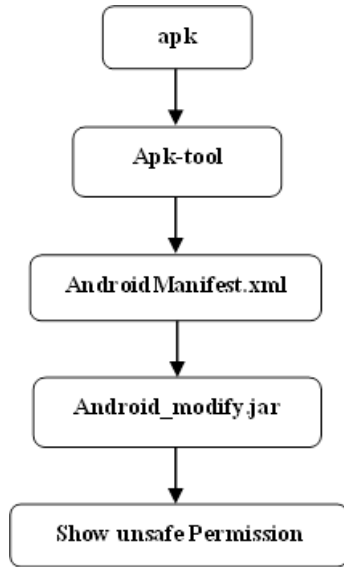 apk
Apk-tool
AndroidManifest.xml
Android_modify.jar
Show unsafe Permission